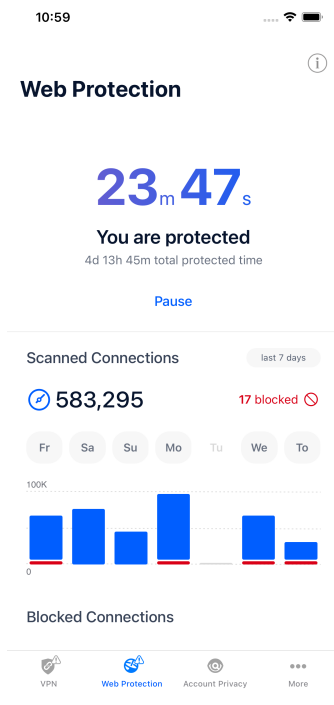 10:59
Web Protection
23m 47s
You are protected
4d 13h 45m total protected time
Pause
Scanned Connections
last 7 days
583,295
17 blocked
Fr Sa Su Mo Tu We To
100K
0
Blocked Connections
VPN Web Protection Account Privacy More